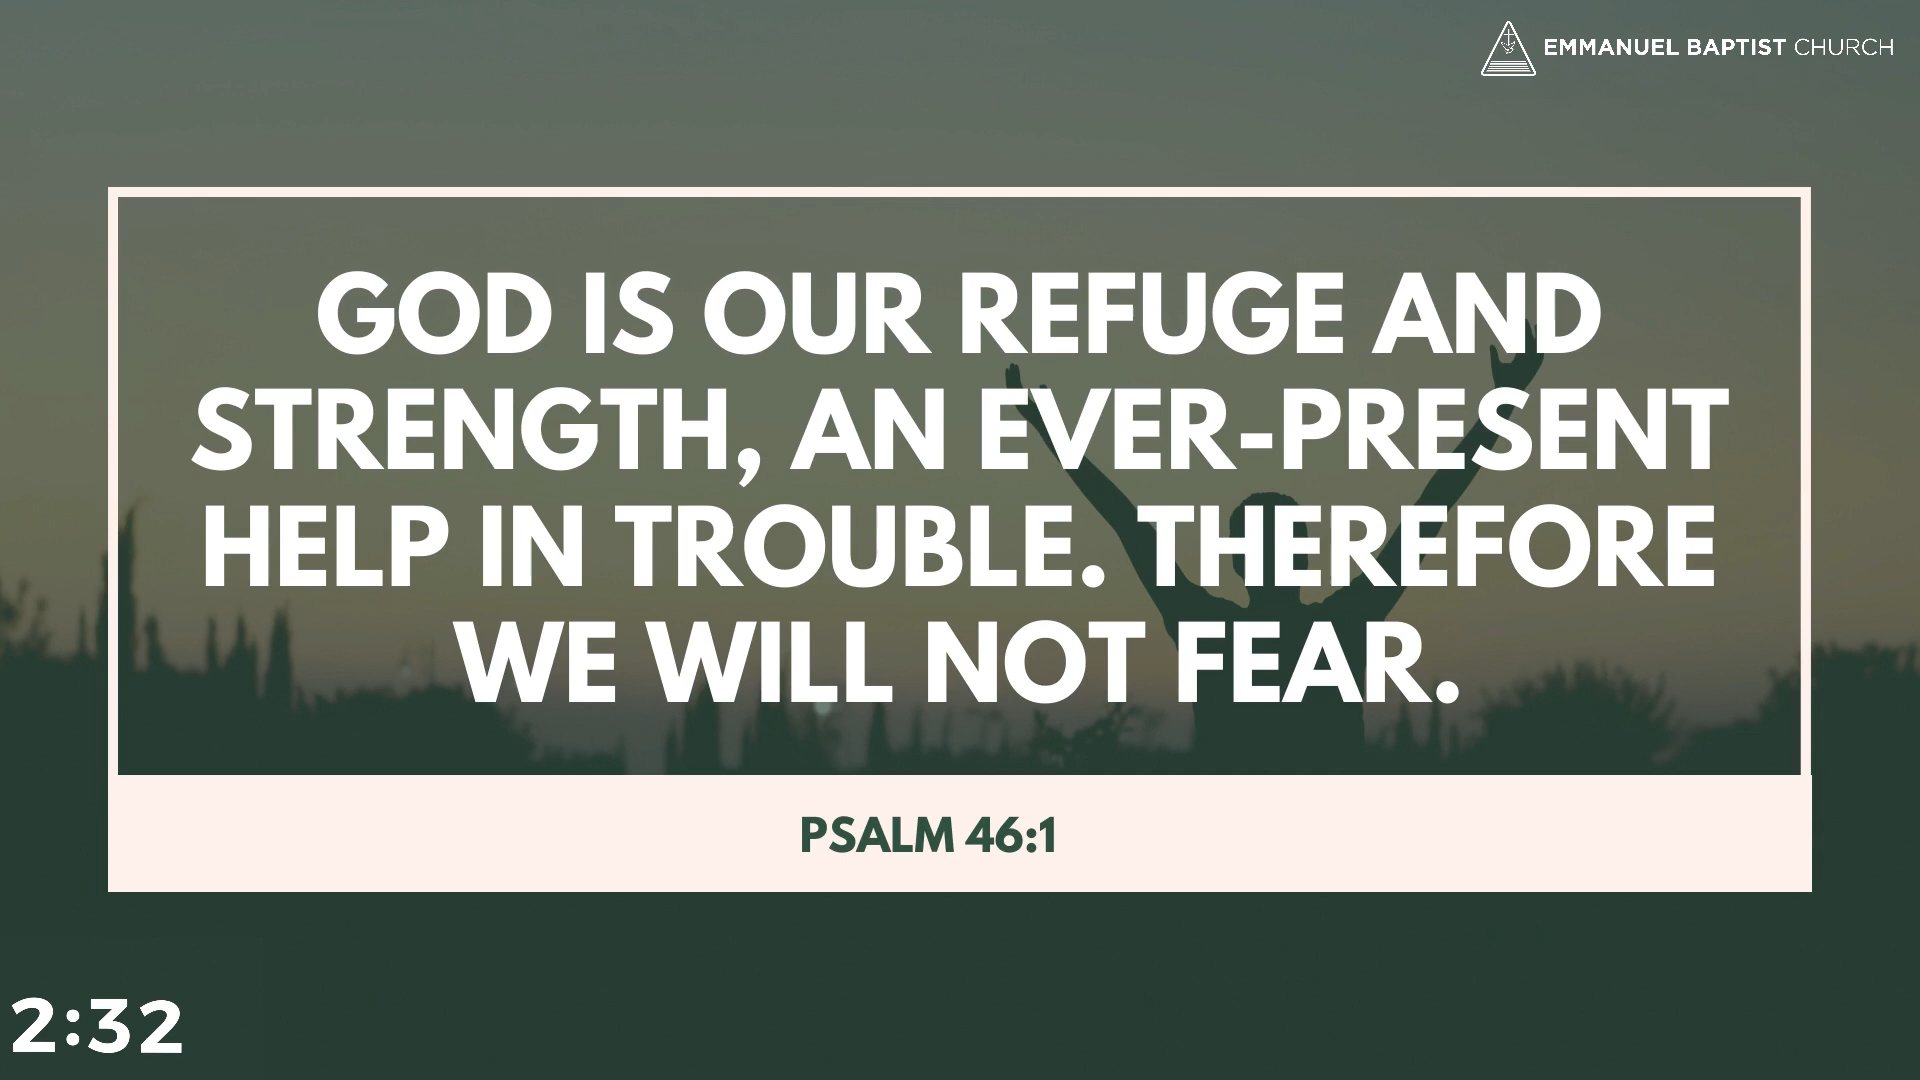 EMMANUEL BAPTIST CHURCH
GOD IS OUR REFUGE AND
STRENGTH, AN EVER-PRESENT
HELP IN TROUBLE. THEREFORE
WE WILL NOT FEAR.
PSALM 46:1
2:32